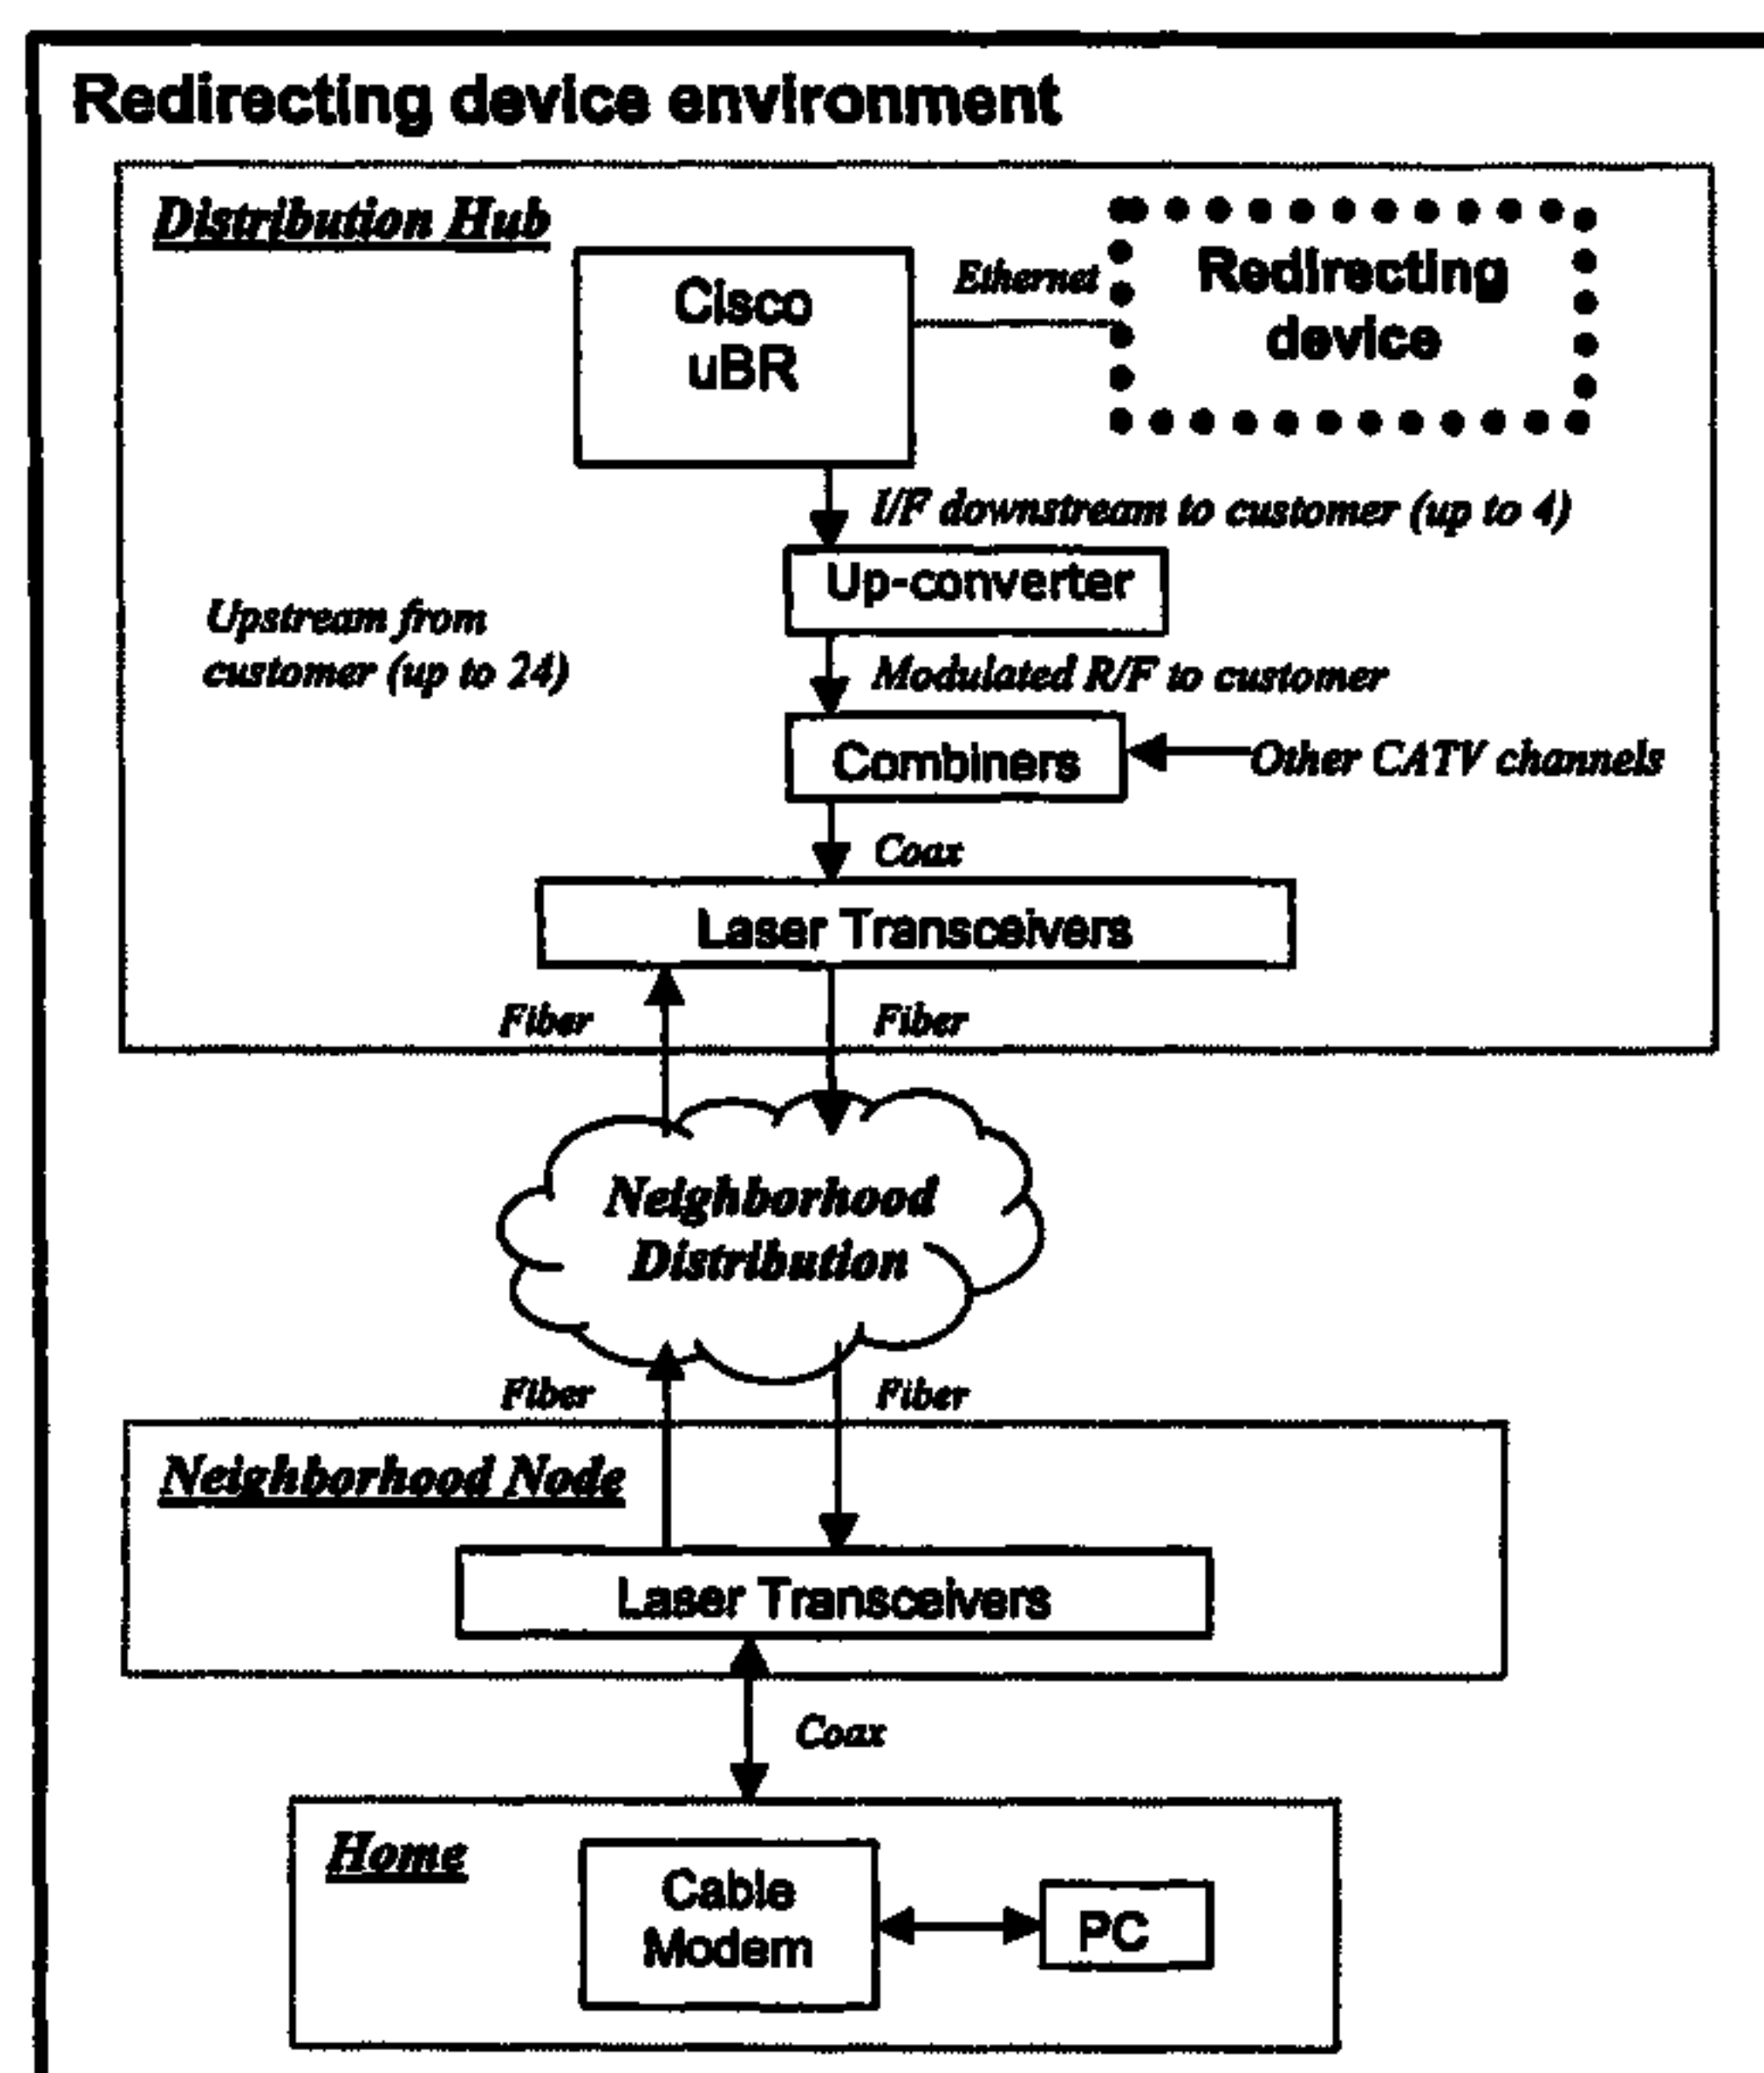 Redirecting device environment
Distribution Hub
Cisco
uBR
Ethernet
Redirecting
device
I/F downstream to customer (up to 4)
Up-converter
Upstream from
customer (up to 24)
Modulated R/F to customer
Combiners
Other CATV channels
Coax
Laser Transceivers
Fiber
Fiber
Neighborhood
Distribution
Fiber
Fiber
Neighborhood Node
Laser Transceivers
Coax
Home
Cable
Modem
PC